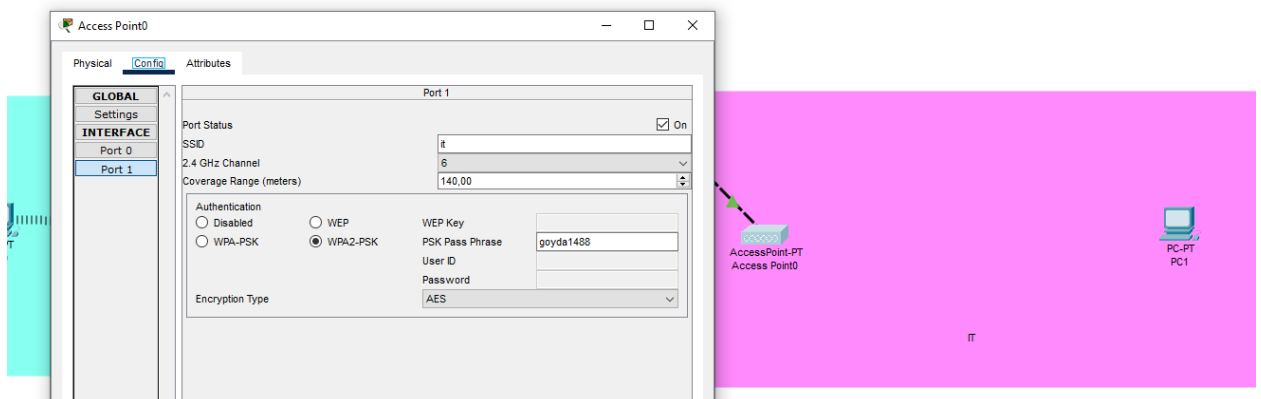 Access Point0
Physical Config Attributes
GLOBAL
Settings
INTERFACE
Port 0
Port 1
Port 1
Port Status On
SSID it
2.4 GHz Channel 6
Coverage Range (meters) 140,00
Authentication
Disabled WEP WEP Key
WPA-PSK WPA2-PSK PSK Pass Phrase goyda1488
User ID
Password
Encryption Type AES
AccessPoint-PT
Access Point0
PC-PT
PC1
IT